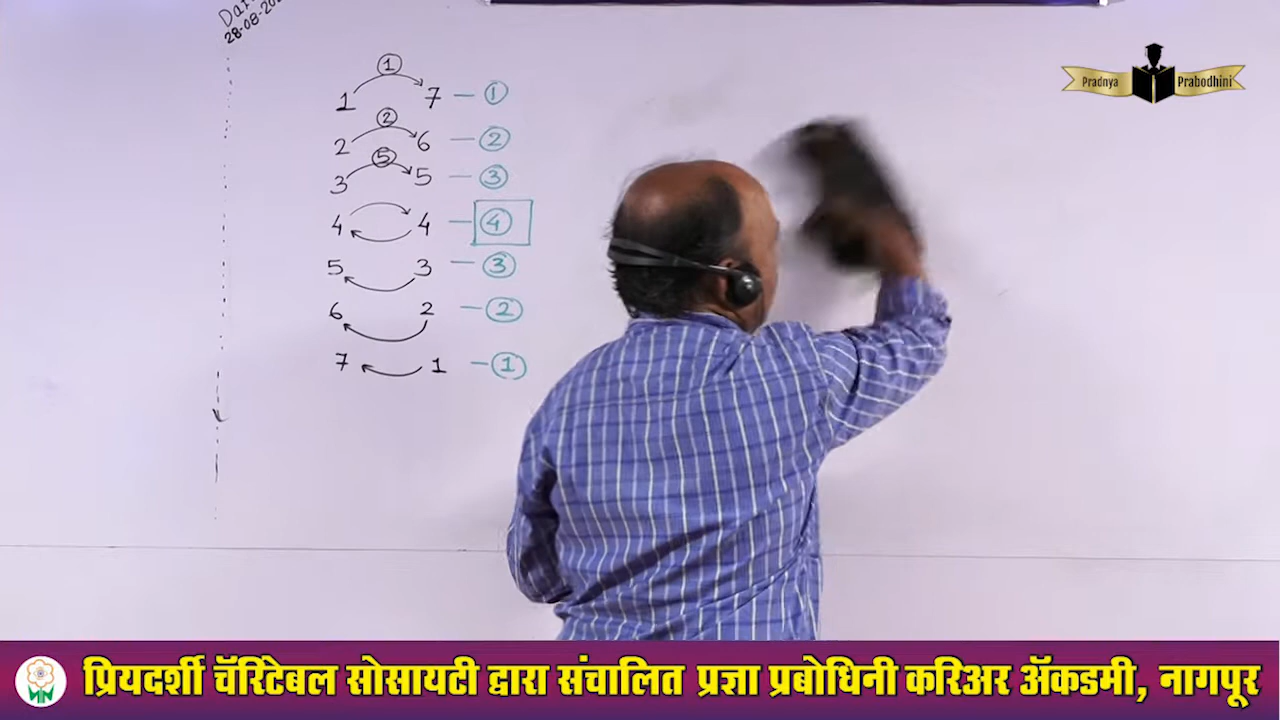 28-08-20
1
1 7 — 1
2
2 6 — 2
5
3 5 — 3
4 4 — 4
5 3 — 3
6 2 — 2
7 1 — 1
Pradnya Prabodhini
प्रियदर्शी चॅरिटेबल सोसायटी द्वारा संचालित प्रज्ञा प्रबोधिनी करिअर ॲकडमी, नागपूर